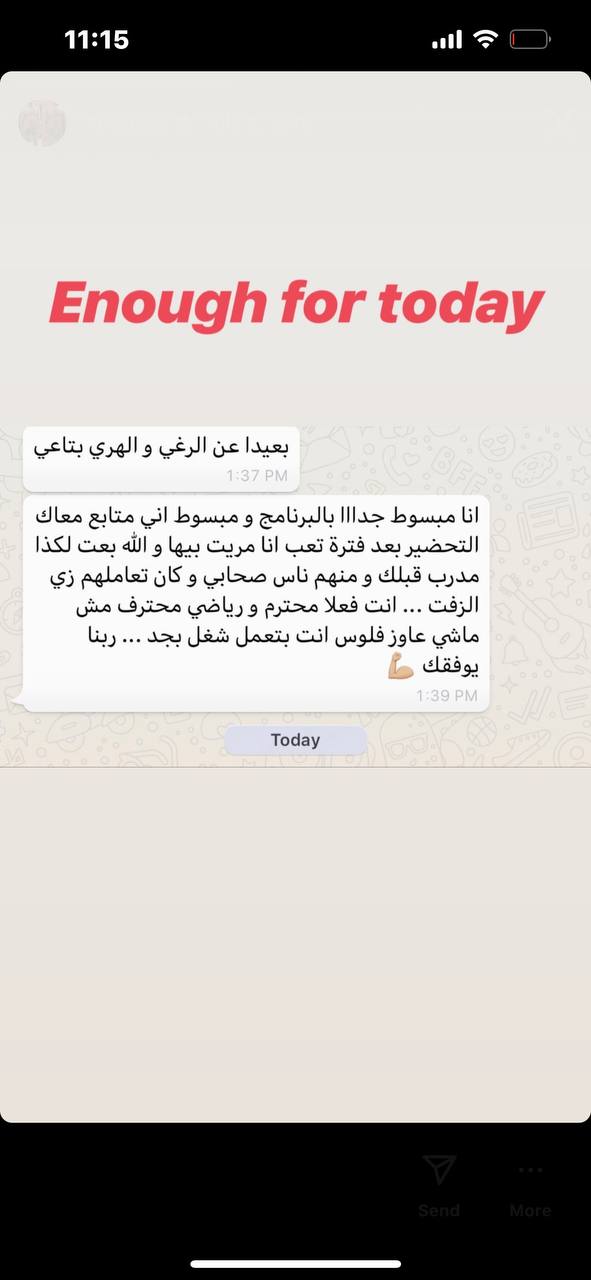 11:15
Enough for today
بعيدا عن الرغي و الهري بتاعي
1:37 PM
انا مبسوط جدااا بالبرنامج و مبسوط اني متابع معاك
التحضير بعد فترة تعب انا مريت بيها و الله بعت لكذا
مدرب قبلك و منهم ناس صحابي و كان تعاملهم زي
الزفت ... انت فعلا محترم و رياضي محترف مش
ماشي عاوز فلوس انت بتعمل شغل بجد ... ربنا
يوفقك 💪🏼
1:39 PM
Today
Send
More